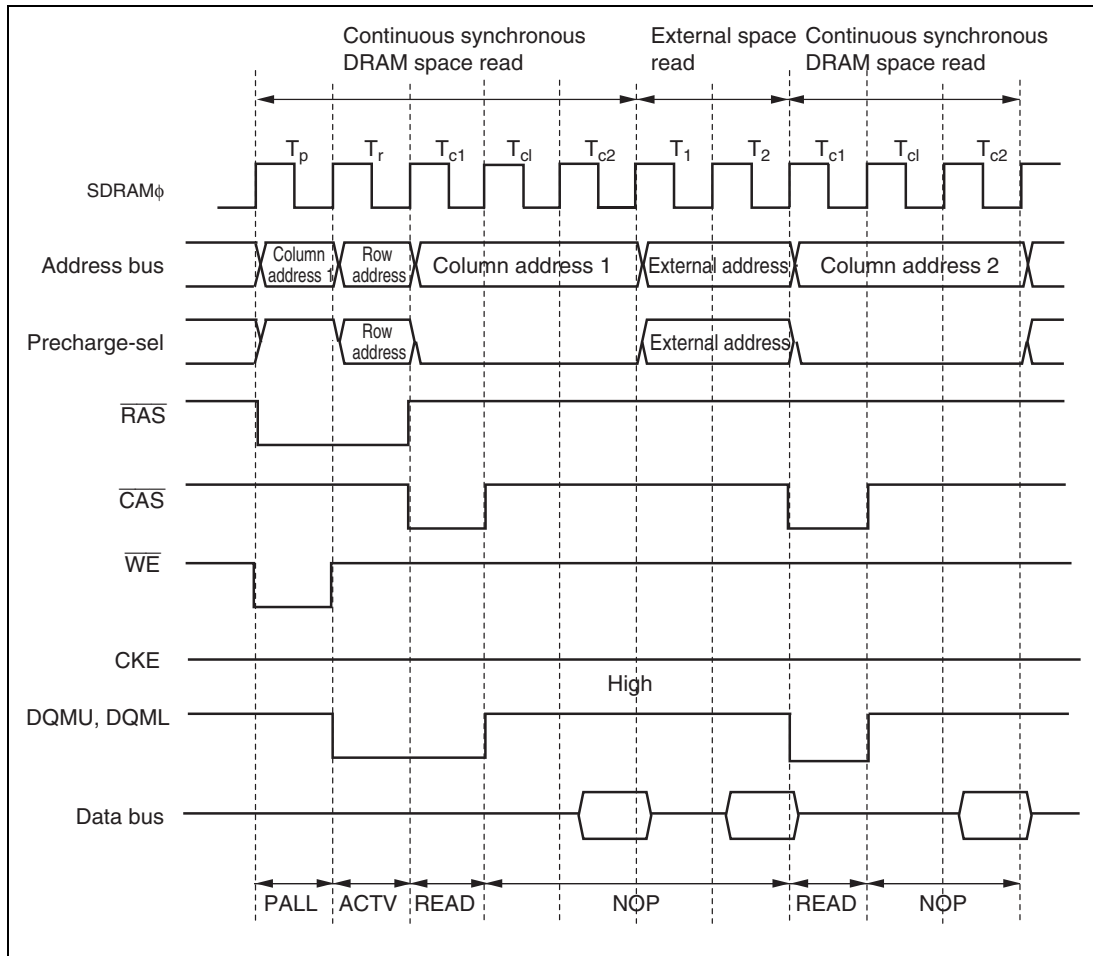 Continuous synchronous
DRAM space read
External space
read
Continuous synchronous
DRAM space read
Tp Tr Tc1 Tcl Tc2 T1 T2 Tc1 Tcl Tc2
SDRAMϕ
Address bus
Column
address 1
Row
address
Column address 1
External address
Column address 2
Precharge-sel
Row
address
External address
RAS
CAS
WE
CKE
High
DQMU, DQML
Data bus
PALL ACTV READ NOP READ NOP